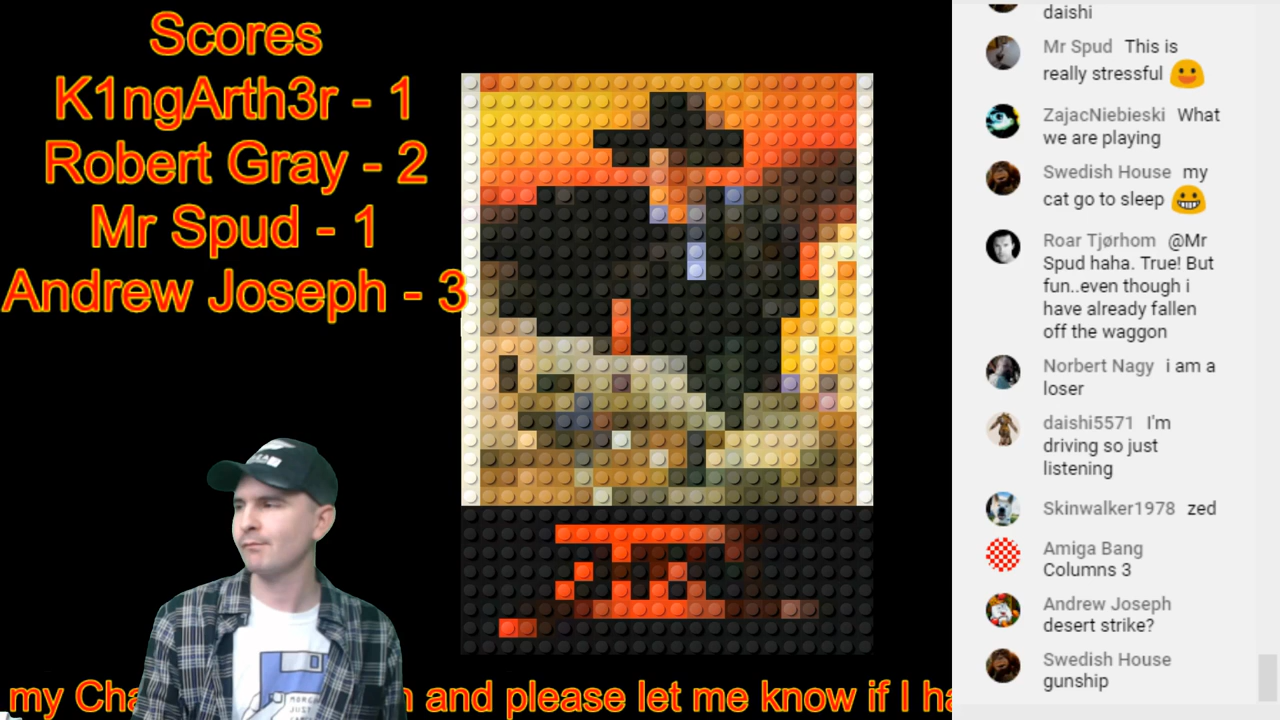 Scores
K1ngArth3r - 1
Robert Gray - 2
Mr Spud - 1
Andrew Joseph - 3
my Cha
and please let me know if I ha
daishi
Mr Spud This is
really stressful
ZajacNiebieski What
we are playing
Swedish House my
cat go to sleep
Roar Tjørhom @Mr
Spud haha. True! But
fun..even though i
have already fallen
off the waggon
Norbert Nagy i am a
loser
daishi5571 I'm
driving so just
listening
Skinwalker1978 zed
Amiga Bang
Columns 3
Andrew Joseph
desert strike?
Swedish House
gunship